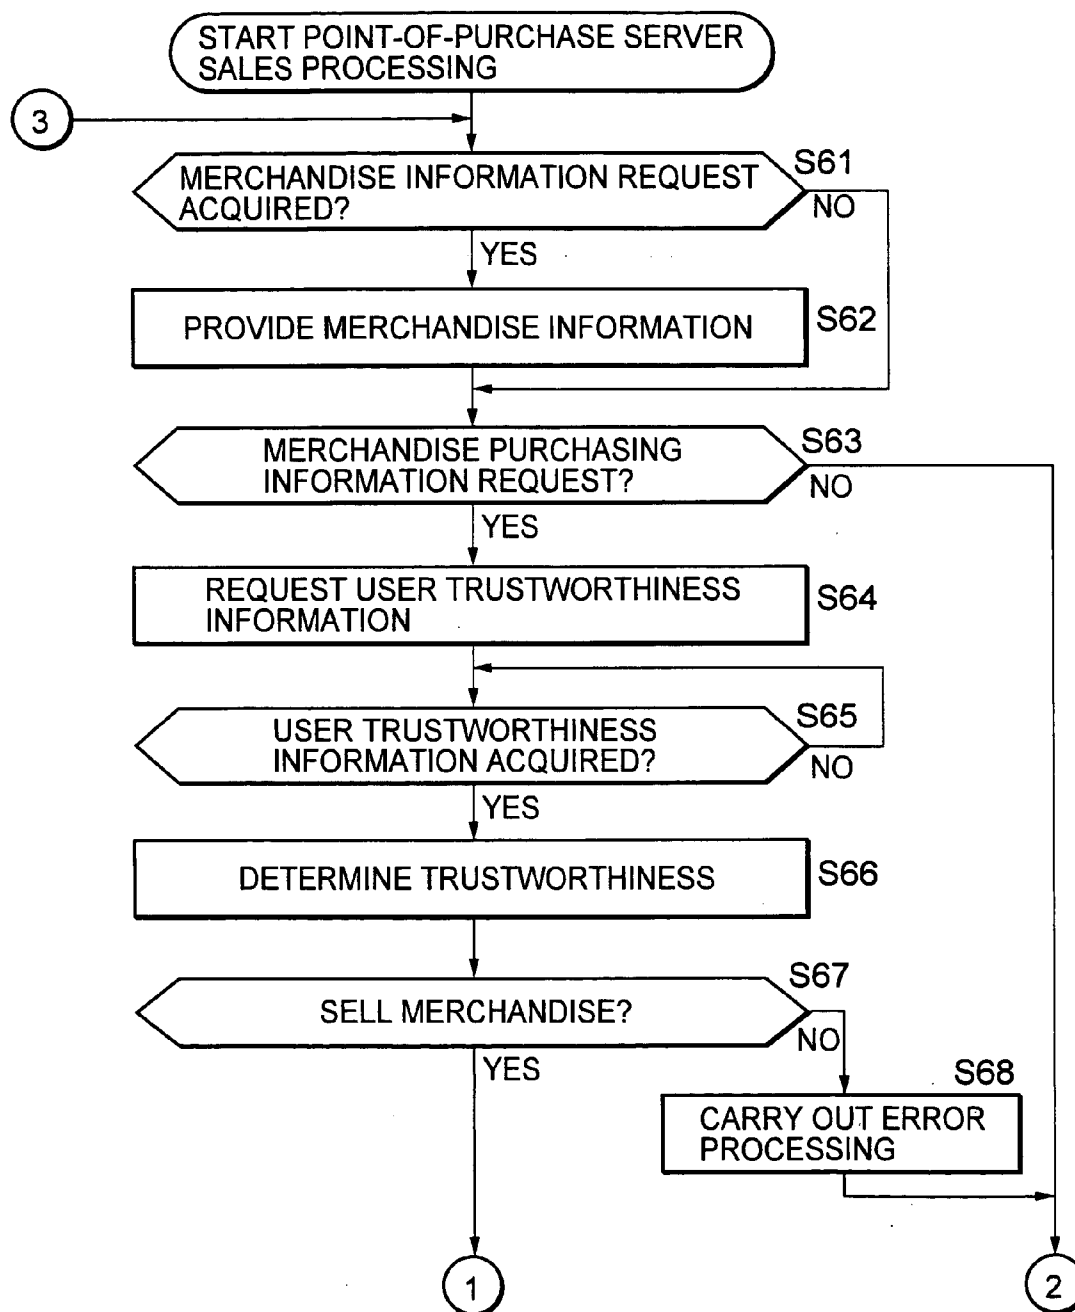 START POINT-OF-PURCHASE SERVER
SALES PROCESSING
3
S61
MERCHANDISE INFORMATION REQUEST
ACQUIRED?
NO
YES
PROVIDE MERCHANDISE INFORMATION
S62
S63
MERCHANDISE PURCHASING
INFORMATION REQUEST?
NO
YES
REQUEST USER TRUSTWORTHINESS
INFORMATION
S64
S65
USER TRUSTWORTHINESS
INFORMATION ACQUIRED?
NO
YES
DETERMINE TRUSTWORTHINESS
S66
S67
SELL MERCHANDISE?
NO
YES
S68
CARRY OUT ERROR
PROCESSING
1
2